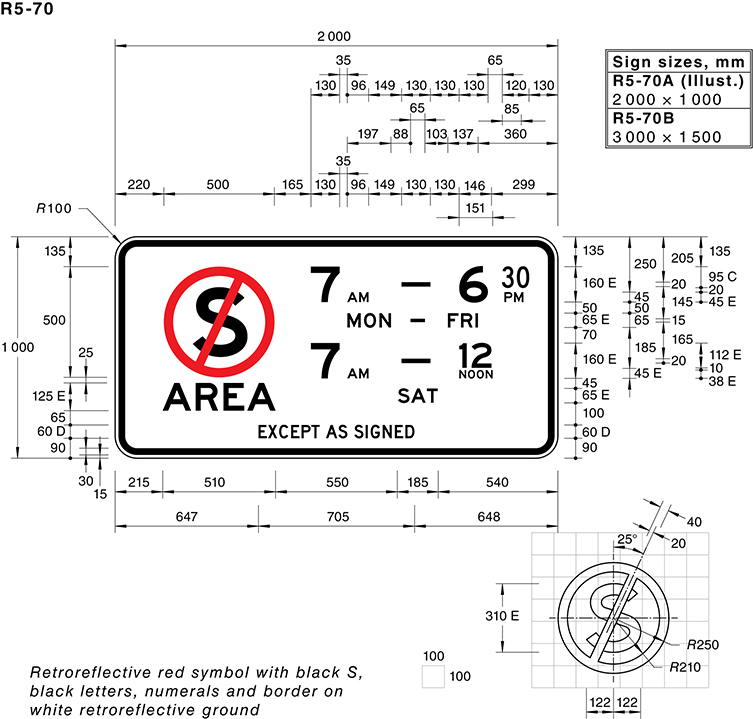 R5-70
2 000
Sign sizes, mm
R5-70A (Illust.)
2 000 × 1 000
R5-70B
3 000 × 1 500
35 65
130 96 149 130 130 130 120 130
65 85
197 88 103 137 360
35
220 500 165 130 96 149 130 130 146 299
151
R100
135 500 25 125 E 65 60 D 90 30 15
1 000
7 AM – 6 30 PM
MON – FRI
7 AM – 12 NOON
SAT
S
AREA
EXCEPT AS SIGNED
135 160 E 50 65 E 70 160 E 45 65 E 100 60 D 90
250 45 50 65 185 45 E
205 20 145 15 165 20
135 95 C 20 45 E 112 E 10 38 E
215 510 550 185 540
647 705 648
40
25° 20
310 E
S
R250
R210
122 122
100
100
Retroreflective red symbol with black S,
black letters, numerals and border on
white retroreflective ground